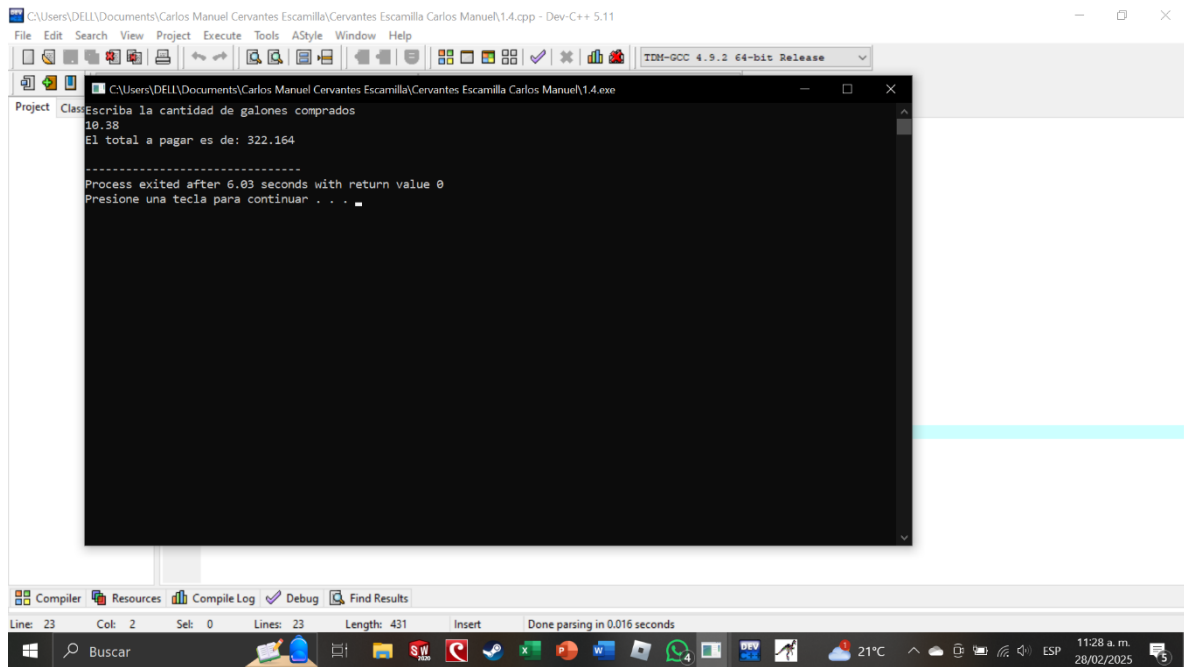 C:\Users\DELL\Documents\Carlos Manuel Cervantes Escamilla\Cervantes Escamilla Carlos Manuel\1.4.cpp - Dev-C++ 5.11
File Edit Search View Project Execute Tools AStyle Window Help
TDM-GCC 4.9.2 64-bit Release
C:\Users\DELL\Documents\Carlos Manuel Cervantes Escamilla\Cervantes Escamilla Carlos Manuel\1.4.exe
Project Class
Escriba la cantidad de galones comprados
10.38
El total a pagar es de: 322.164
--------------------------------
Process exited after 6.03 seconds with return value 0
Presione una tecla para continuar . . .
Compiler Resources Compile Log Debug Find Results
Line: 23 Col: 2 Sel: 0 Lines: 23 Length: 431 Insert Done parsing in 0.016 seconds
Buscar
21°C
ESP
11:28 a. m.
28/02/2025
5